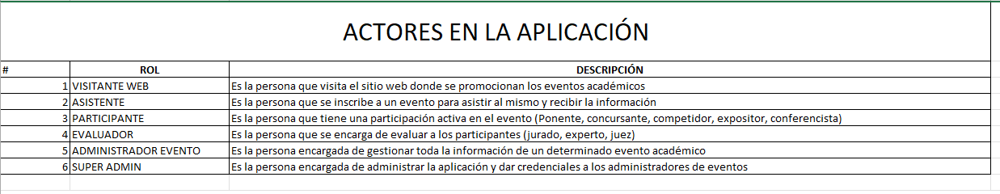 ACTORES EN LA APLICACIÓN
# ROL DESCRIPCIÓN
1 VISITANTE WEB Es la persona que visita el sitio web donde se promocionan los eventos académicos
2 ASISTENTE Es la persona que se inscribe a un evento para asistir al mismo y recibir la información
3 PARTICIPANTE Es la persona que tiene una participación activa en el evento (Ponente, concursante, competidor, expositor, conferencista)
4 EVALUADOR Es la persona que se encarga de evaluar a los participantes (jurado, experto, juez)
5 ADMINISTRADOR EVENTO Es la persona encargada de gestionar toda la información de un determinado evento académico
6 SUPER ADMIN Es la persona encargada de administrar la aplicación y dar credenciales a los administradores de eventos